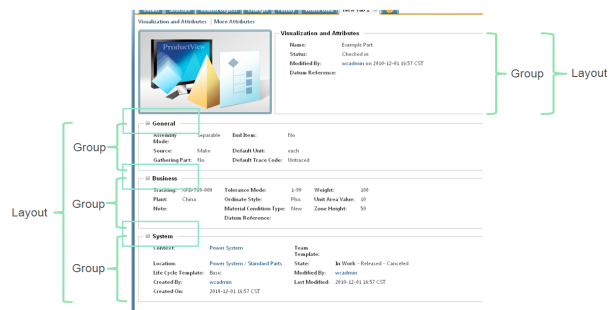 New Tab 2
Visualization and Attributes | More Attributes
ProductView
Visualization and Attributes
Name: Example Part
Status: Checked in
Modified By: wcadmin on 2010-12-01 16:57 CST
Datum Reference:
Group
Layout
General
Assembly Mode: Separable End Item: No
Source: Make Default Unit: each
Gathering Part: No Default Trace Code: Untraced
Group
Business
Tracking: Tolerance Mode: 1-99 Weight: 100
Plant: China Ordinate Style: Plus Unit Area Value: 10
Note: Material Condition Type: New Zone Height: 50
Datum Reference:
Group
Layout
System
Context: Power System Team Template:
Location: Power System / Standard Parts State: In Work - Released - Canceled
Life Cycle Template: Basic Modified By: wcadmin
Created By: wcadmin Last Modified: 2010-12-01 16:57 CST
Created On: 2010-12-01 16:57 CST
Group